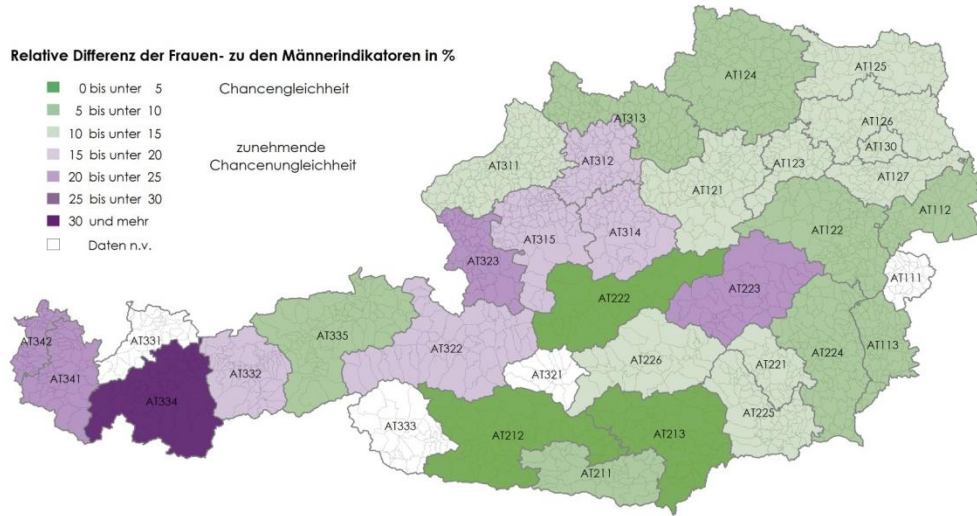 Relative Differenz der Frauen- zu den Männerindikatoren in %
0 bis unter 5
Chancengleichheit
5 bis unter 10
10 bis unter 15
15 bis unter 20
zunehmende
Chancenungleichheit
20 bis unter 25
25 bis unter 30
30 und mehr
Daten n.v.
AT124
AT125
AT313
AT126
AT130
AT312
AT311
AT123
AT127
AT121
AT112
AT122
AT314
AT315
AT323
AT111
AT222
AT223
AT335
AT331
AT342
AT322
AT226
AT224
AT113
AT341
AT332
AT321
AT221
AT334
AT225
AT333
AT212
AT213
AT211